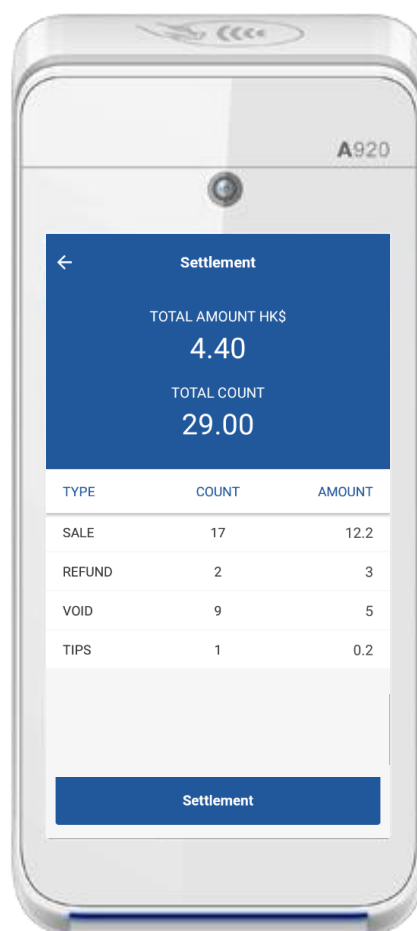 A920
Settlement
TOTAL AMOUNT HK$
4.40
TOTAL COUNT
29.00
TYPE COUNT AMOUNT
SALE 17 12.2
REFUND 2 3
VOID 9 5
TIPS 1 0.2
Settlement